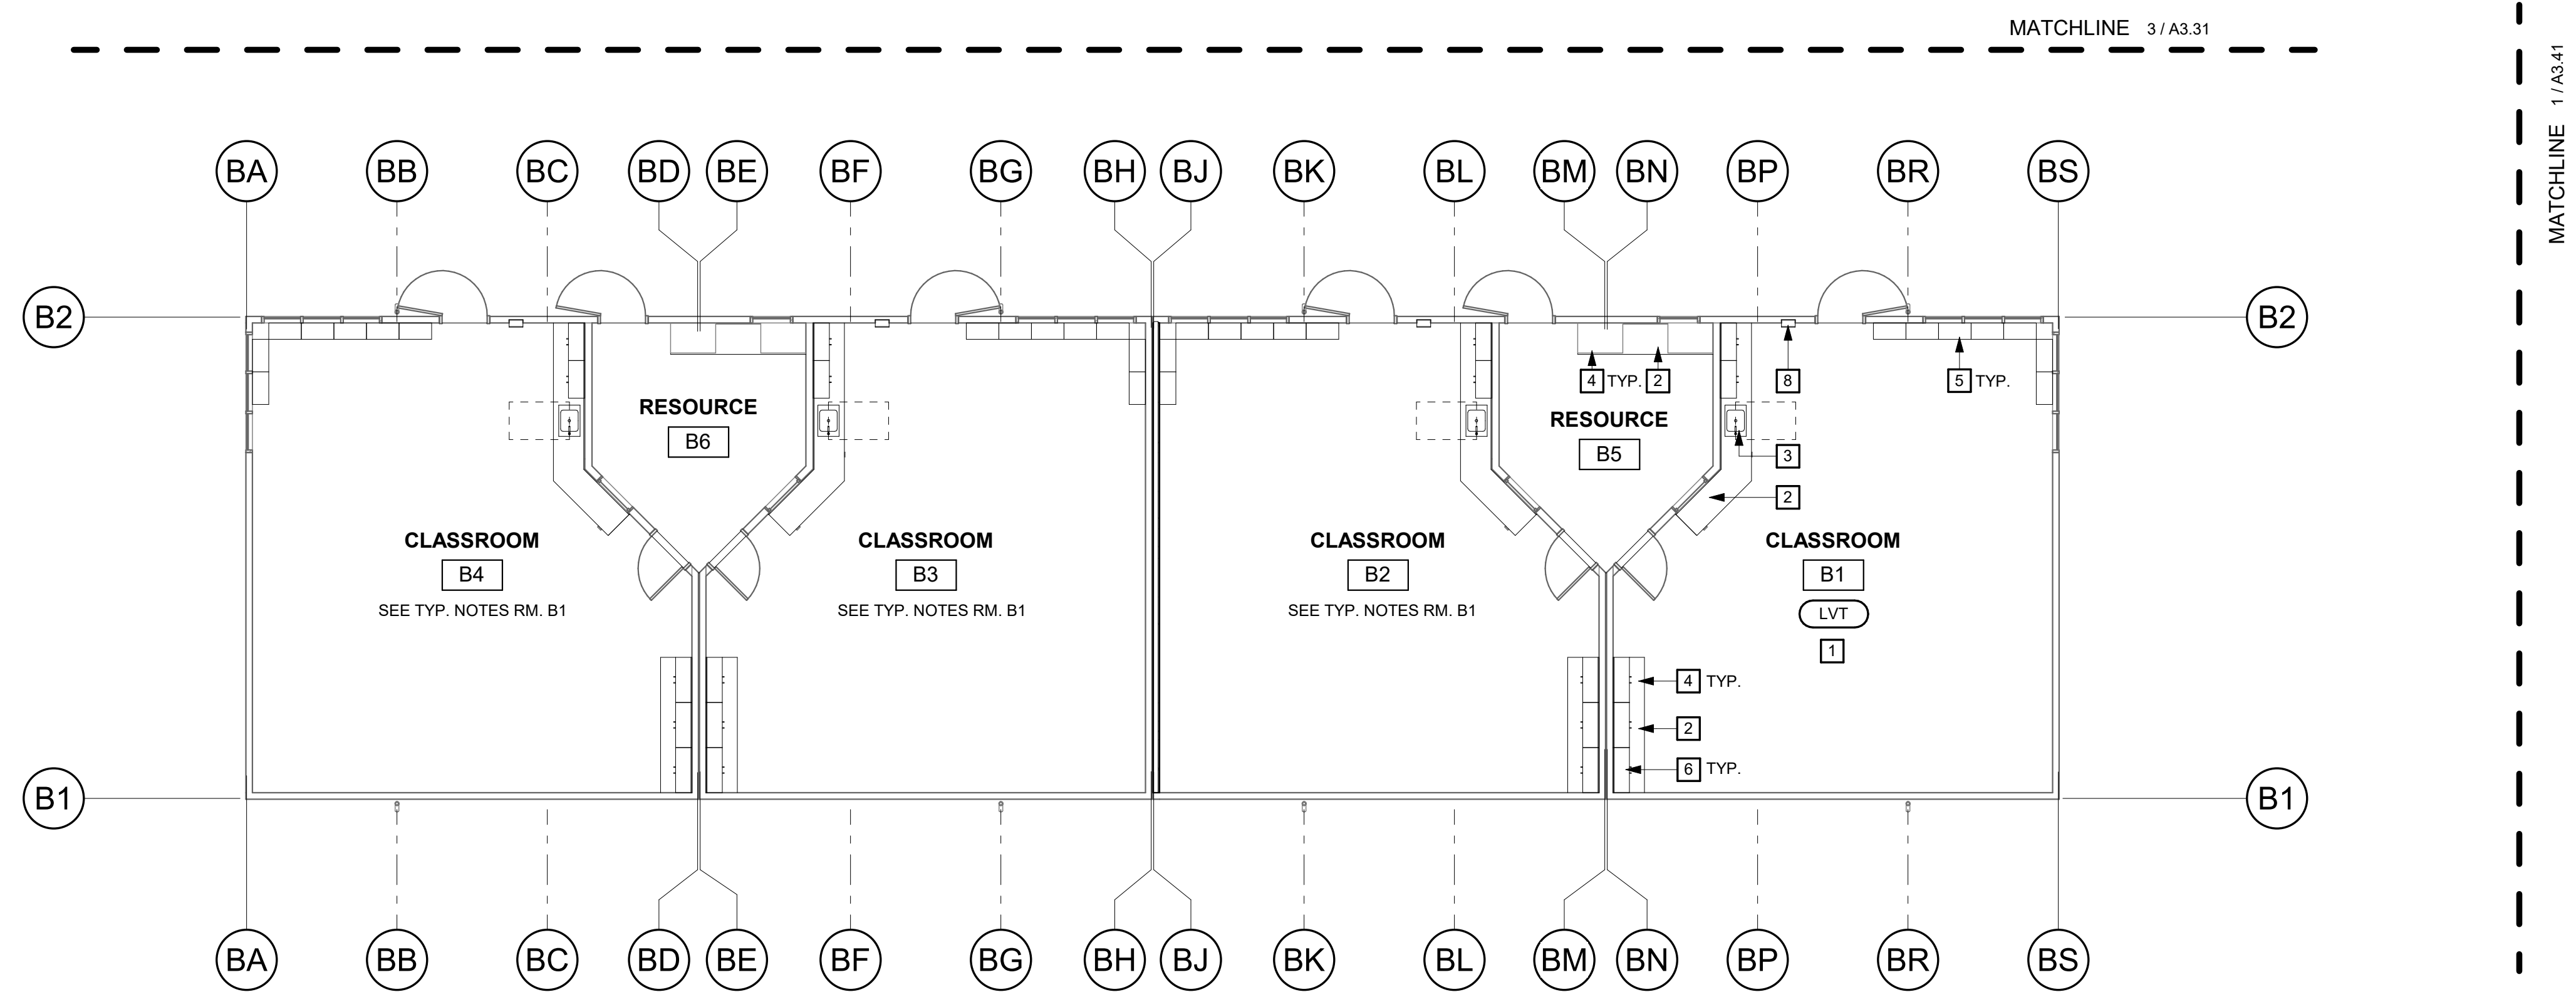 MATCHLINE 3 / A3.31
MATCHLINE 1 / A3.41
BA BB BC BD BE BF BG BH BJ BK BL BM BN BP BR BS
B2 B2
4 TYP. 2 8 5 TYP.
RESOURCE
B6
RESOURCE
B5
3
2
CLASSROOM
B4
SEE TYP. NOTES RM. B1
CLASSROOM
B3
SEE TYP. NOTES RM. B1
CLASSROOM
B2
SEE TYP. NOTES RM. B1
CLASSROOM
B1
LVT
1
4 TYP.
2
6 TYP.
B1 B1
BA BB BC BD BE BF BG BH BJ BK BL BM BN BP BR BS